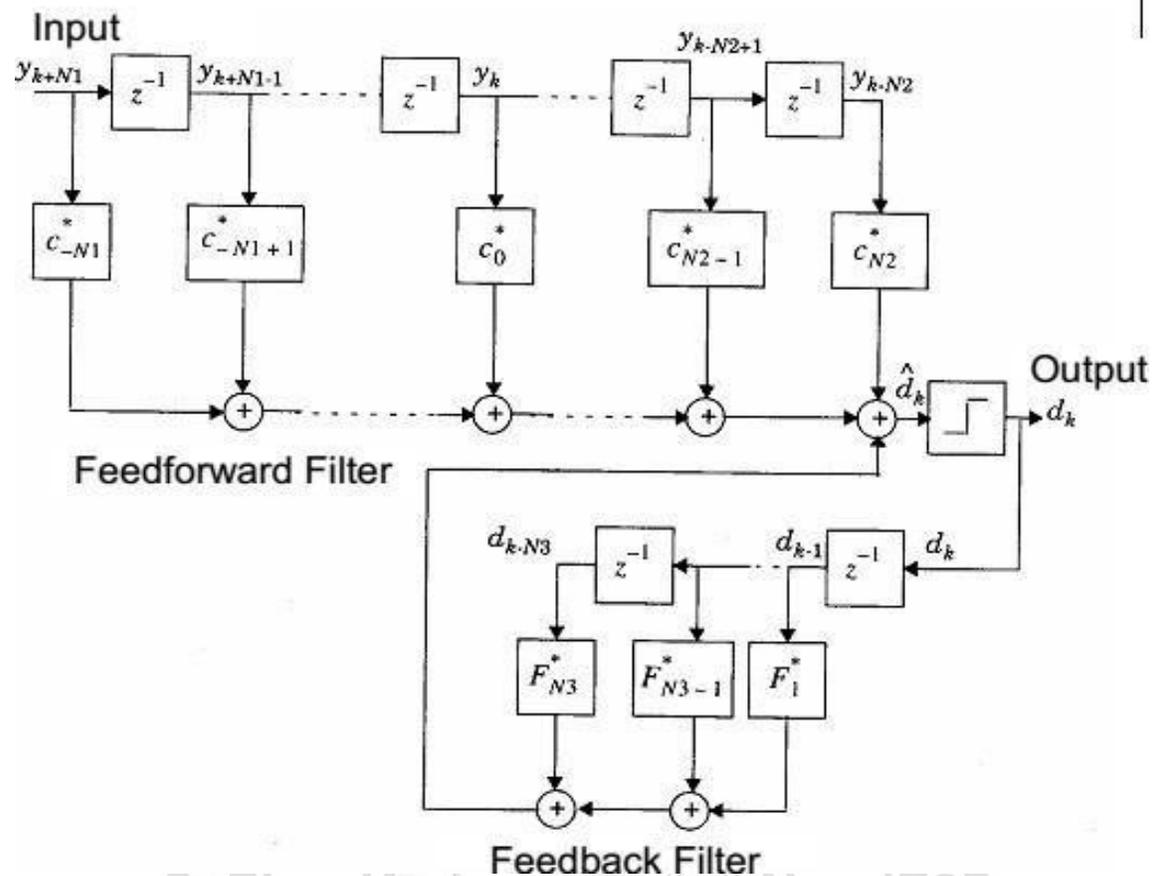 Input
y_{k+N1}
z^{-1}
y_{k+N1-1}
z^{-1}
y_k
z^{-1}
y_{k-N2+1}
z^{-1}
y_{k-N2}
c^*_{-N1}
c^*_{-N1+1}
c^*_0
c^*_{N2-1}
c^*_{N2}
+
+
+
+
\hat{d}_k
Output
d_k
Feedforward Filter
d_{k-N3}
z^{-1}
d_{k-1}
z^{-1}
d_k
F^*_{N3}
F^*_{N3-1}
F^*_1
+
+
Feedback Filter